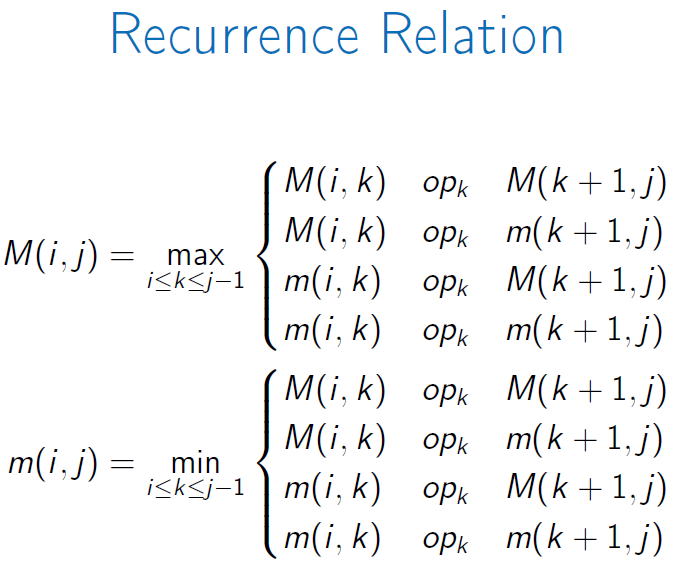 Recurrence Relation
M(i, k) op_k M(k + 1, j)
M(i, k) op_k m(k + 1, j)
M(i, j) = max_{i≤k≤j−1} {
m(i, k) op_k M(k + 1, j)
m(i, k) op_k m(k + 1, j)
M(i, k) op_k M(k + 1, j)
M(i, k) op_k m(k + 1, j)
m(i, j) = min_{i≤k≤j−1} {
m(i, k) op_k M(k + 1, j)
m(i, k) op_k m(k + 1, j)